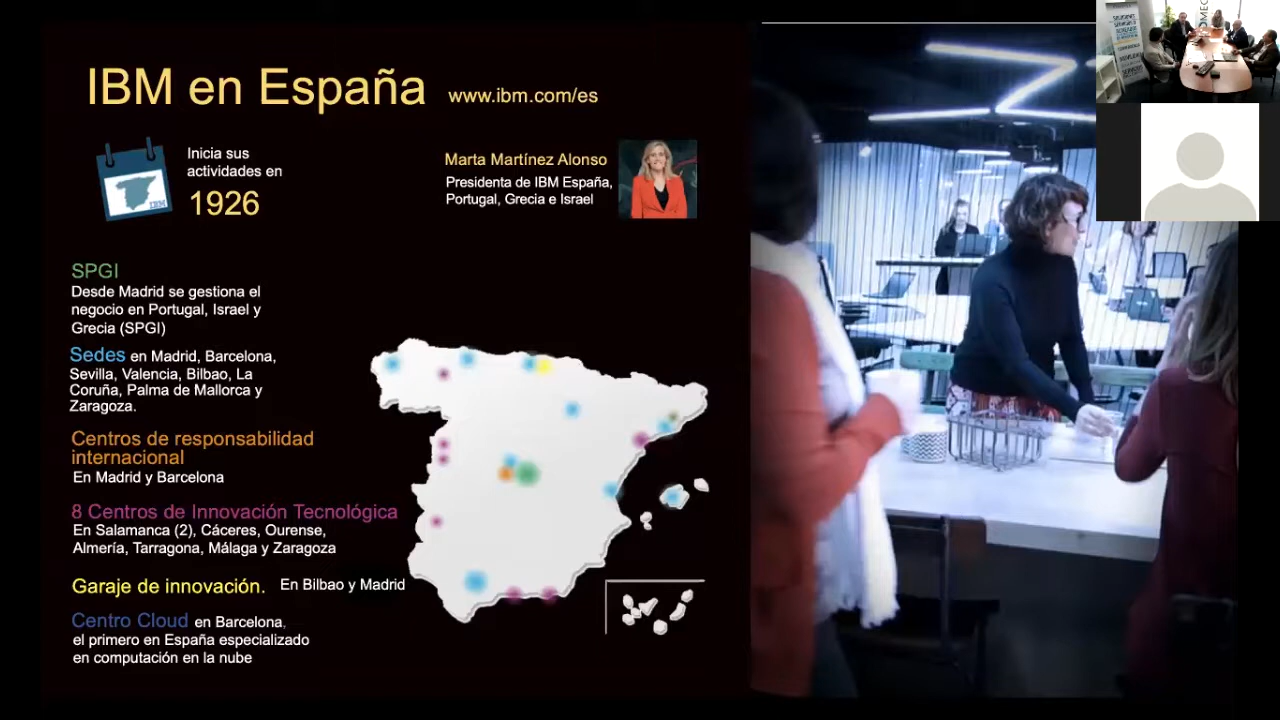 IBM en España
www.ibm.com/es
Inicia sus
actividades en
1926
IBM
Marta Martínez Alonso
Presidenta de IBM España,
Portugal, Grecia e Israel
SPGI
Desde Madrid se gestiona el
negocio en Portugal, Israel y
Grecia (SPGI)
Sedes en Madrid, Barcelona,
Sevilla, Valencia, Bilbao, La
Coruña, Palma de Mallorca y
Zaragoza.
Centros de responsabilidad
internacional
En Madrid y Barcelona
8 Centros de Innovación Tecnológica
En Salamanca (2), Cáceres, Ourense,
Almería, Tarragona, Málaga y Zaragoza
Garaje de innovación. En Bilbao y Madrid
Centro Cloud en Barcelona,
el primero en España especializado
en computación en la nube